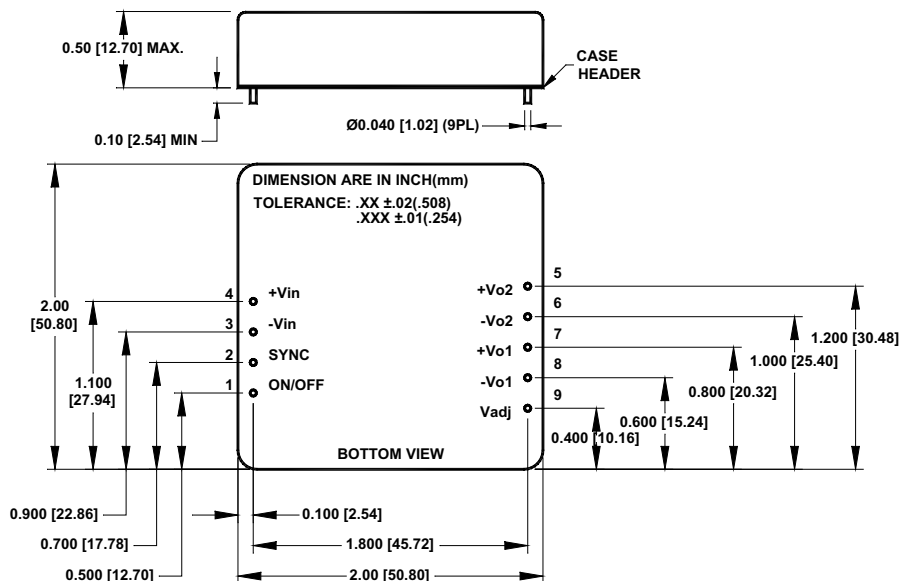 0.50 [12.70] MAX.
CASE
HEADER
0.10 [2.54] MIN
Ø0.040 [1.02] (9PL)
DIMENSION ARE IN INCH(mm)
TOLERANCE: .XX ±.02(.508)
.XXX ±.01(.254)
2.00
[50.80]
1.100
[27.94]
4 +Vin
3 -Vin
2 SYNC
1 ON/OFF
+Vo2 5
-Vo2 6
+Vo1 7
-Vo1 8
Vadj 9
1.200 [30.48]
1.000 [25.40]
0.800 [20.32]
0.600 [15.24]
0.400 [10.16]
BOTTOM VIEW
0.900 [22.86]
0.100 [2.54]
0.700 [17.78]
1.800 [45.72]
0.500 [12.70]
2.00 [50.80]